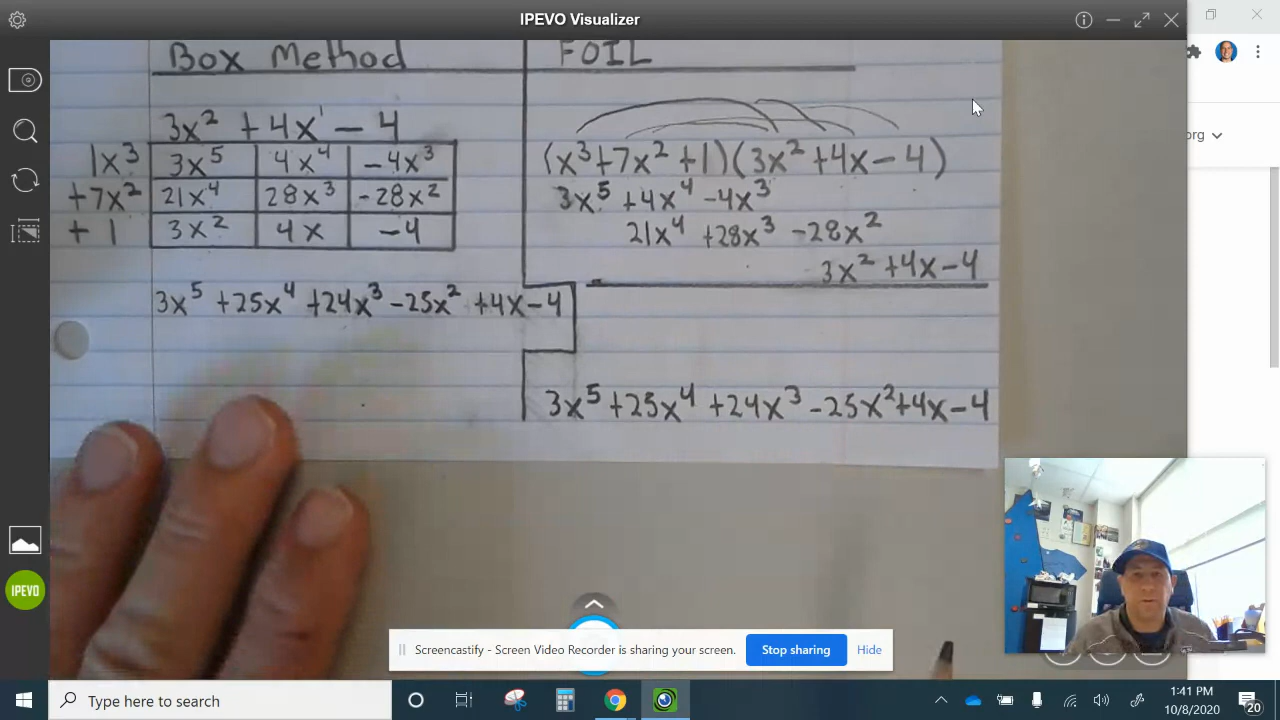 IPEVO Visualizer
Box Method
FOIL
3x² + 4x¹ - 4
1x³ 3x⁵ 4x⁴ -4x³
+7x² 21x⁴ 28x³ -28x²
+ 1 3x² 4x -4
3x⁵ +25x⁴ +24x³ -25x² +4x-4
(x³+7x²+1)(3x²+4x-4)
3x⁵ +4x⁴ -4x³
21x⁴ +28x³ -28x²
3x² +4x-4
3x⁵+25x⁴+24x³-25x²+4x-4
org
IPEVO
Screencastify - Screen Video Recorder is sharing your screen.
Stop sharing
Hide
Type here to search
1:41 PM
10/8/2020
20